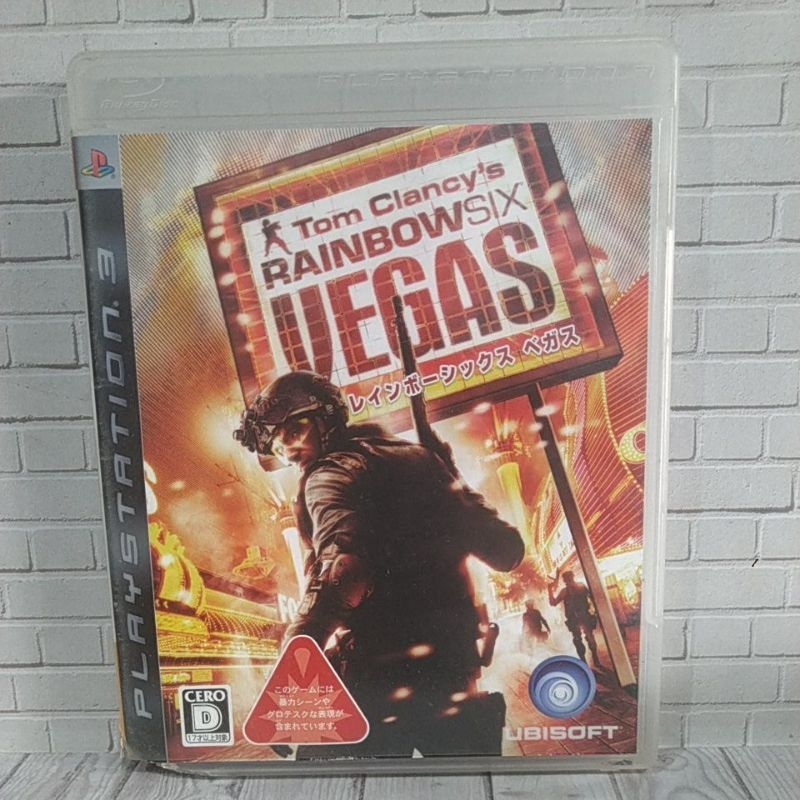 Blu-ray Disc
PLAYSTATION 3
PLAYSTATION 3
Tom Clancy's
RAINBOWSIX
VEGAS
レインボーシックス ベガス
CERO
D
17才以上対象
このゲームには
暴力シーンや
グロテスクな表現が
含まれています。
UBISOFT